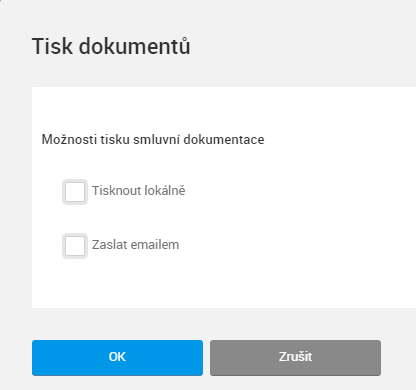 Tisk dokumentů
Možnosti tisku smluvní dokumentace
Tisknout lokálně
Zaslat emailem
OK
Zrušit